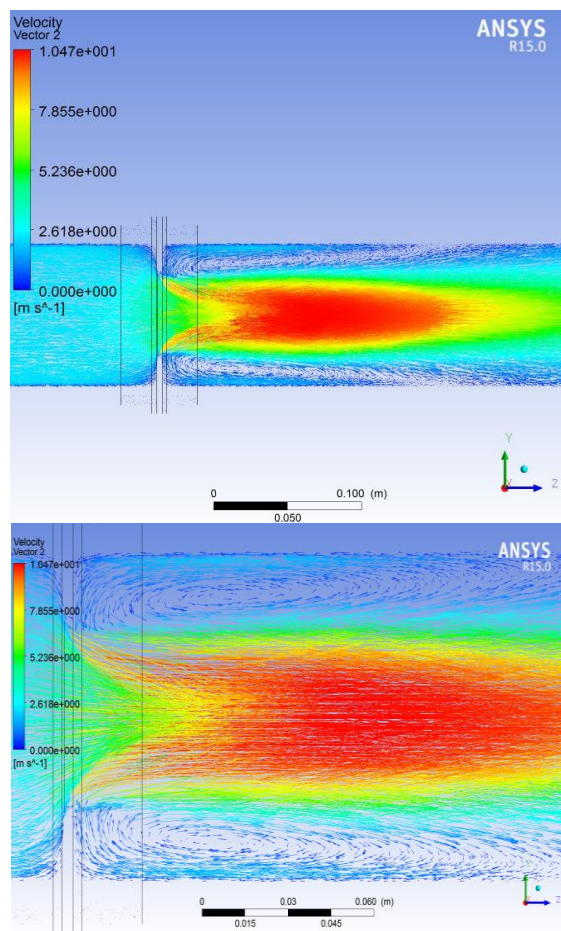 Velocity
Vector 2
1.047e+001
7.855e+000
5.236e+000
2.618e+000
0.000e+000
[m s^-1]
ANSYS
R15.0
Y
Z
0 0.100 (m)
0.050
Velocity
Vector 2
1.047e+001
7.855e+000
5.236e+000
2.618e+000
0.000e+000
[m s^-1]
ANSYS
R15.0
Z
0 0.03 0.060 (m)
0.015 0.045